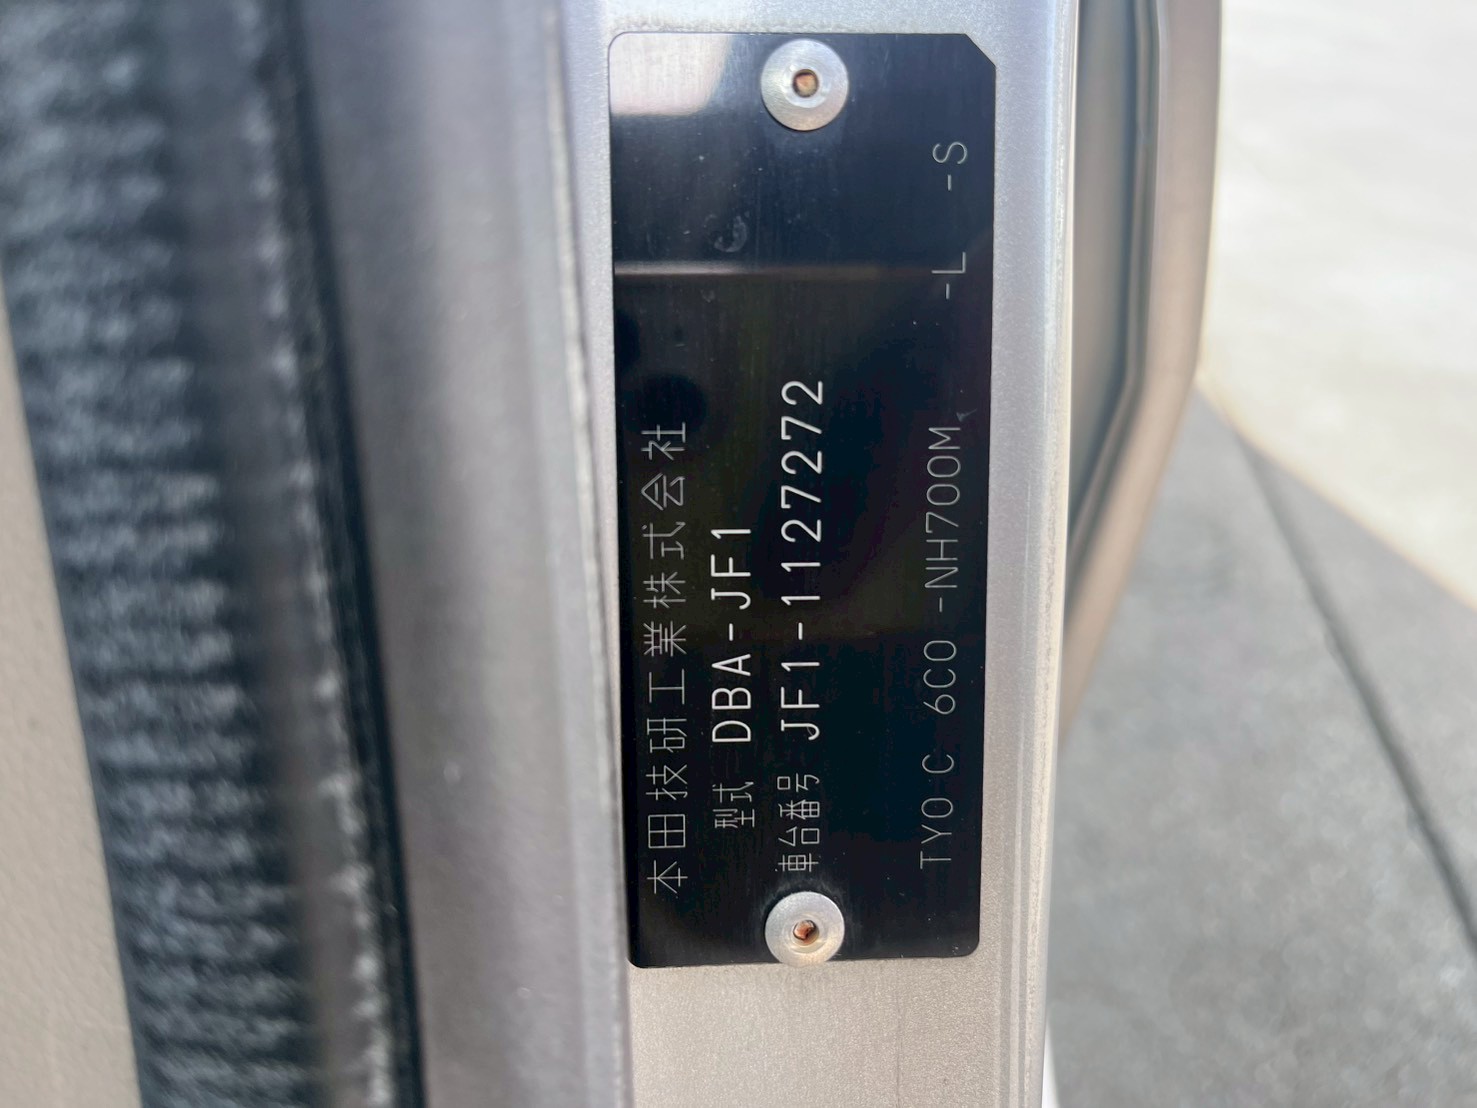 本田技研工業株式会社
型式 DBA-JF1
車台番号 JF1-1127272
TYO C 6CO -NH700M -L -S